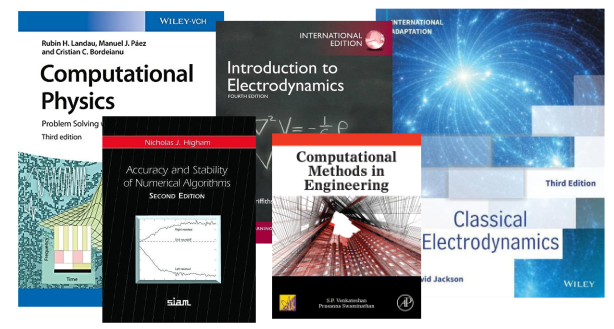 WILEY-VCH
Rubin H. Landau, Manuel J. Páez
and Cristian C. Bordeianu
Computational
Physics
Problem Solving
Third edition
Frequency
Time
INTERNATIONAL
EDITION
Introduction to
Electrodynamics
FOURTH EDITION
INTERNATIONAL
ADAPTATION
Third Edition
Classical
Electrodynamics
vid Jackson
WILEY
Nicholas J. Higham
Accuracy and Stability
of Numerical Algorithms
SECOND EDITION
siam
Computational
Methods in
Engineering
S.P. Venkateshan
Prasanna Swaminathan